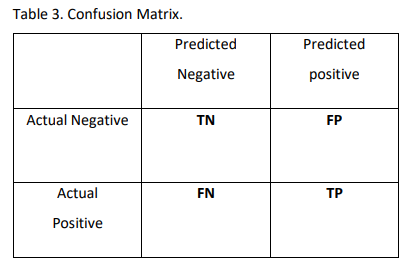 Table 3. Confusion Matrix.
Predicted Negative
Predicted positive
Actual Negative
TN
FP
Actual Positive
FN
TP